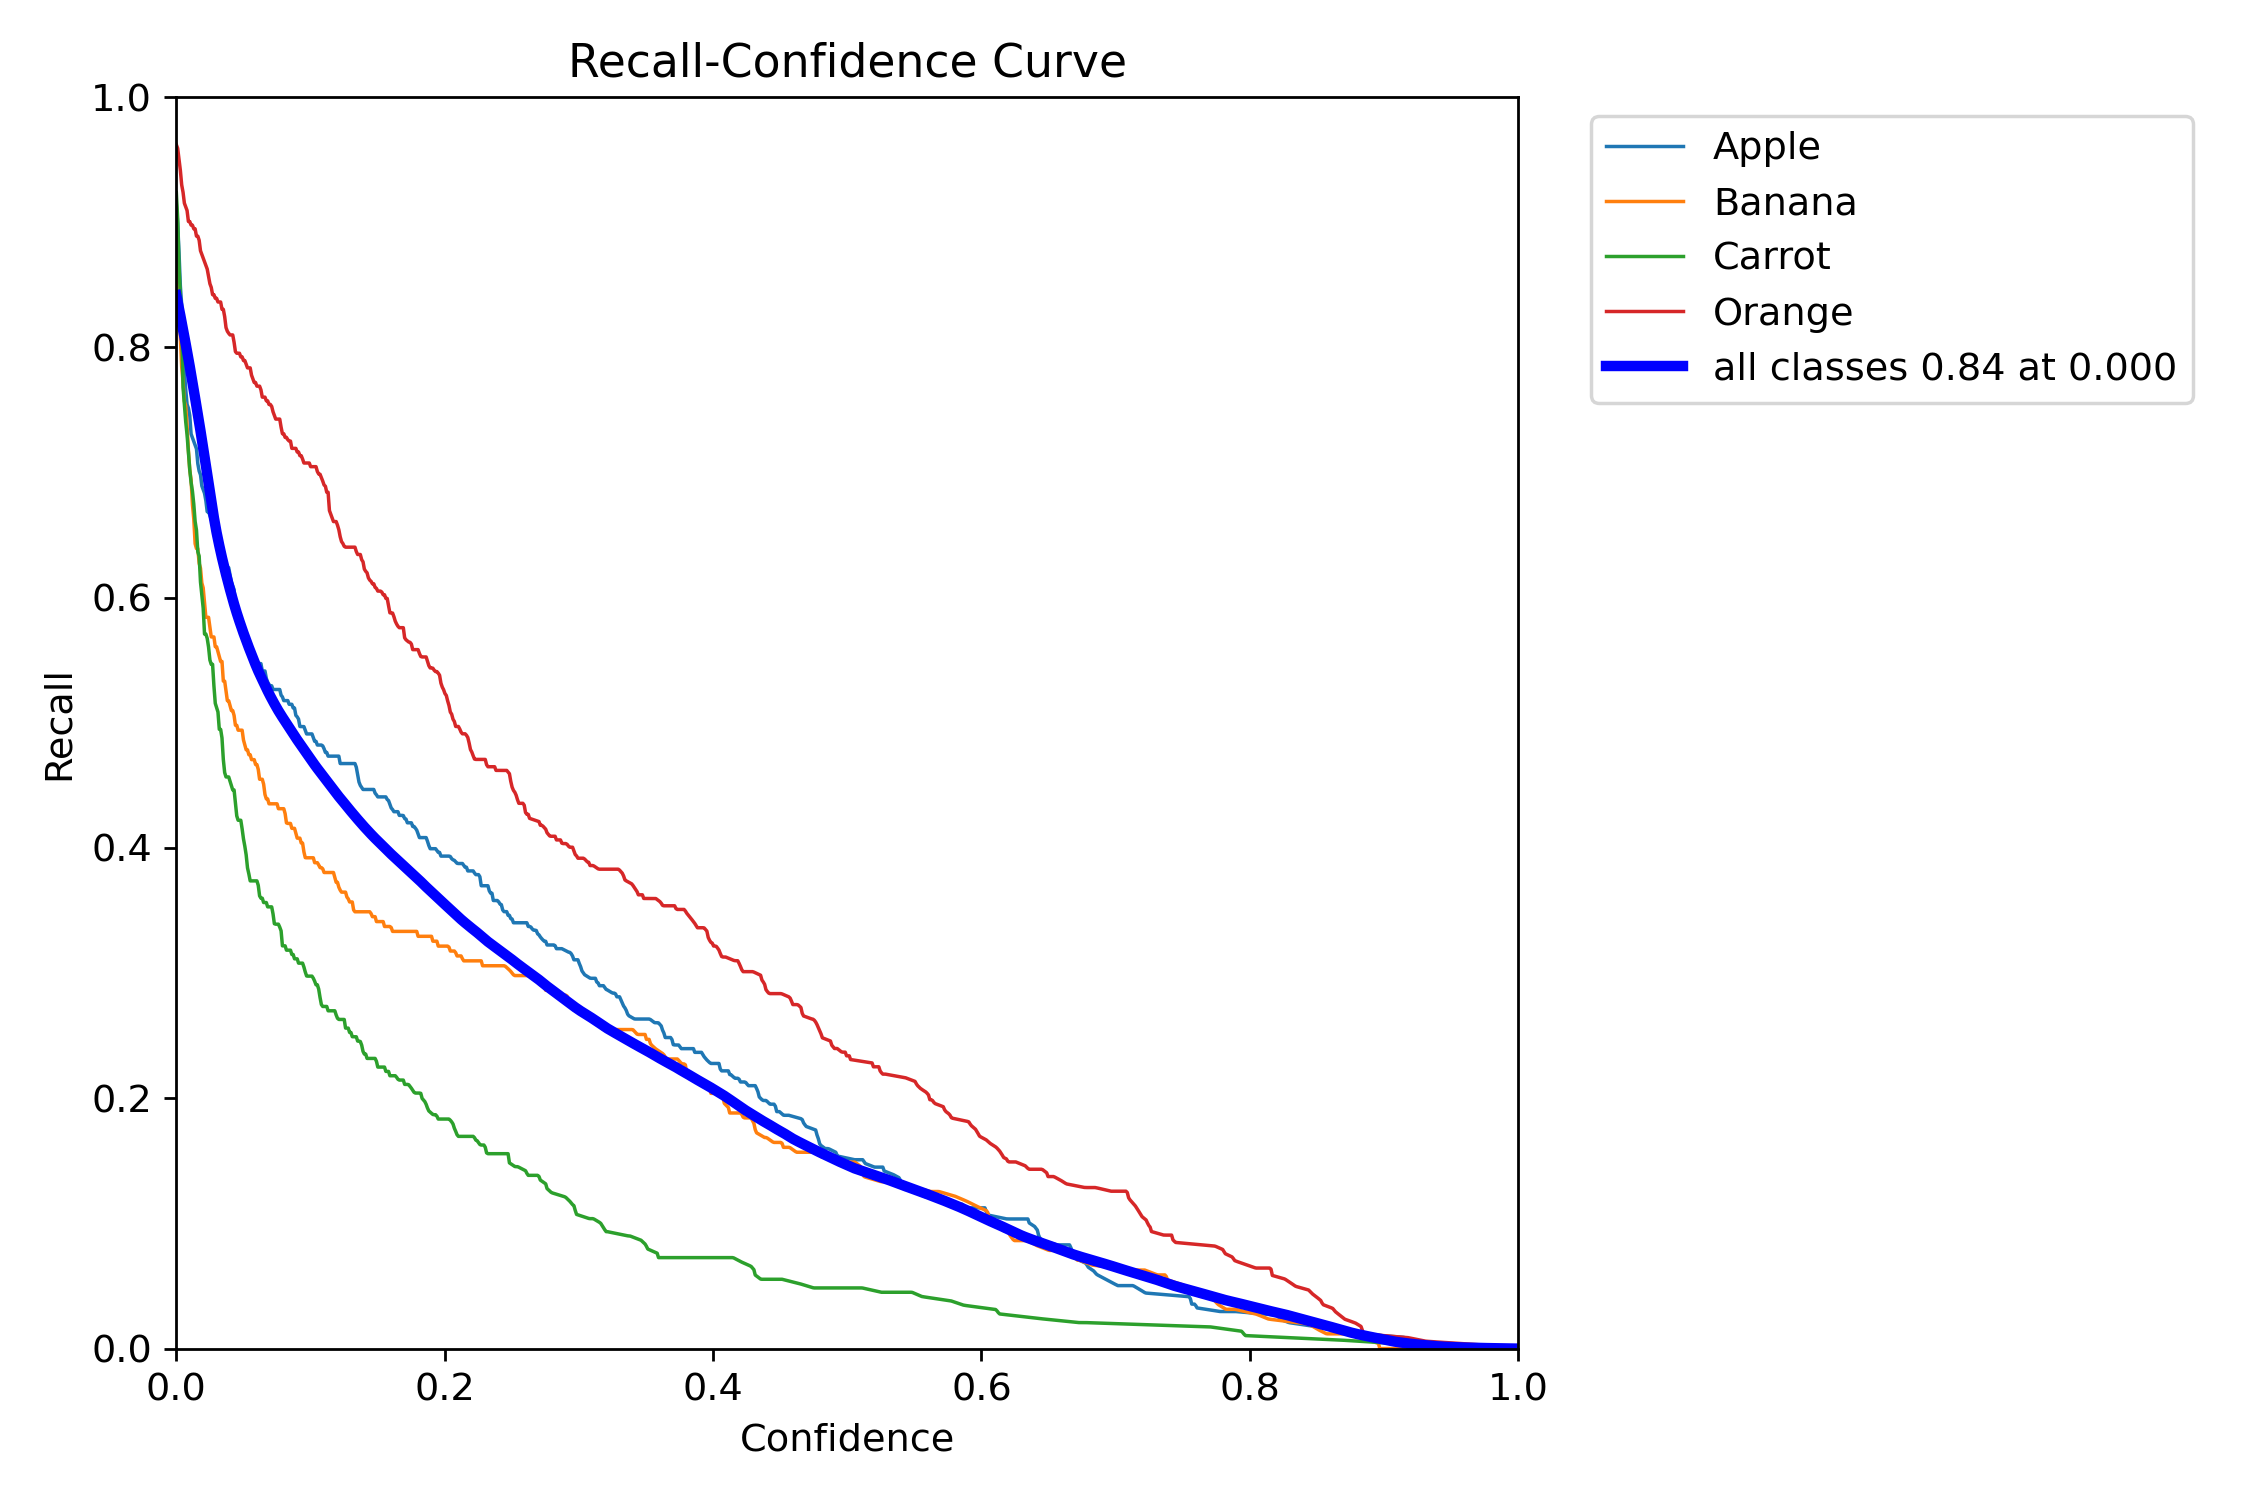 Recall-Confidence Curve
1.0
0.8
0.6
0.4
0.2
0.0
Recall
0.0 0.2 0.4 0.6 0.8 1.0
Confidence
Apple
Banana
Carrot
Orange
all classes 0.84 at 0.000